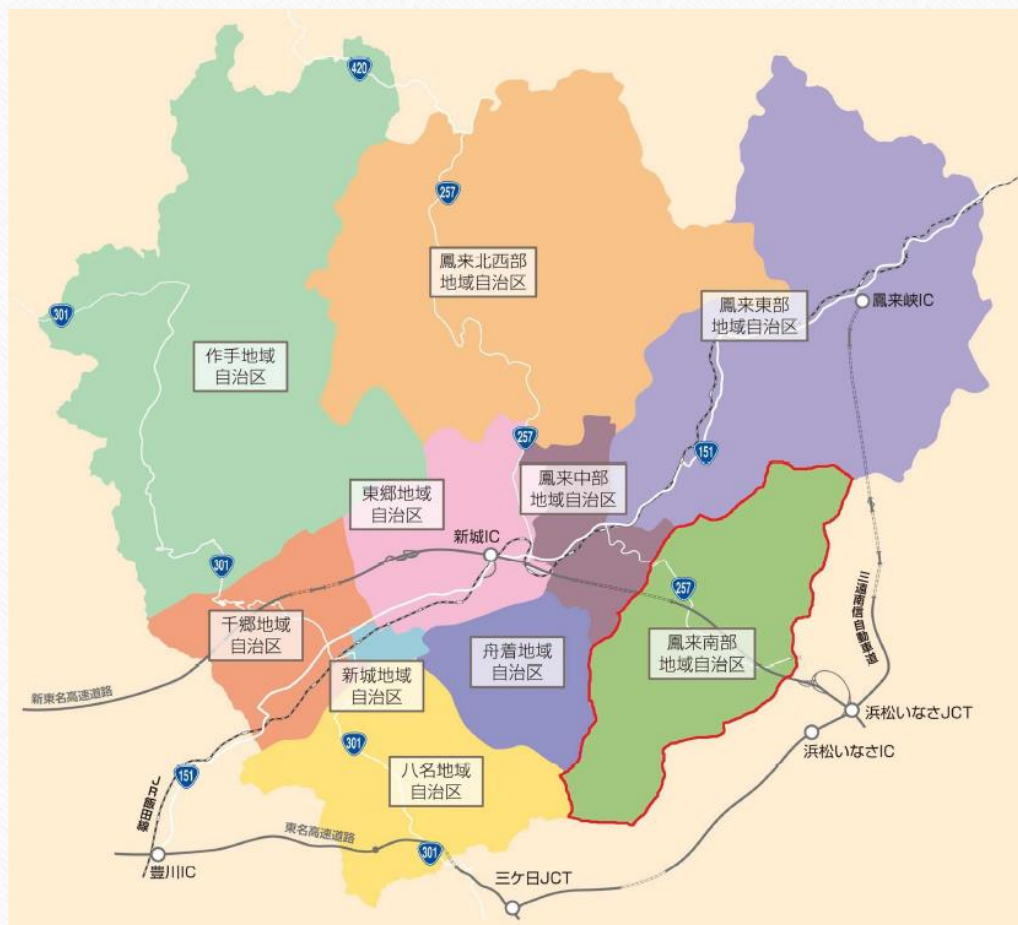 420
257
鳳来北西部
地域自治区
鳳来東部
地域自治区
鳳来峡IC
301
作手地域
自治区
257
151
鳳来中部
地域自治区
東郷地域
自治区
新城IC
301
257
三遠南信自動車道
千郷地域
自治区
新城地域
自治区
舟着地域
自治区
鳳来南部
地域自治区
新東名高速道路
浜松いなさJCT
浜松いなさIC
301
八名地域
自治区
151
JR飯田線
東名高速道路
301
豊川IC
三ケ日JCT